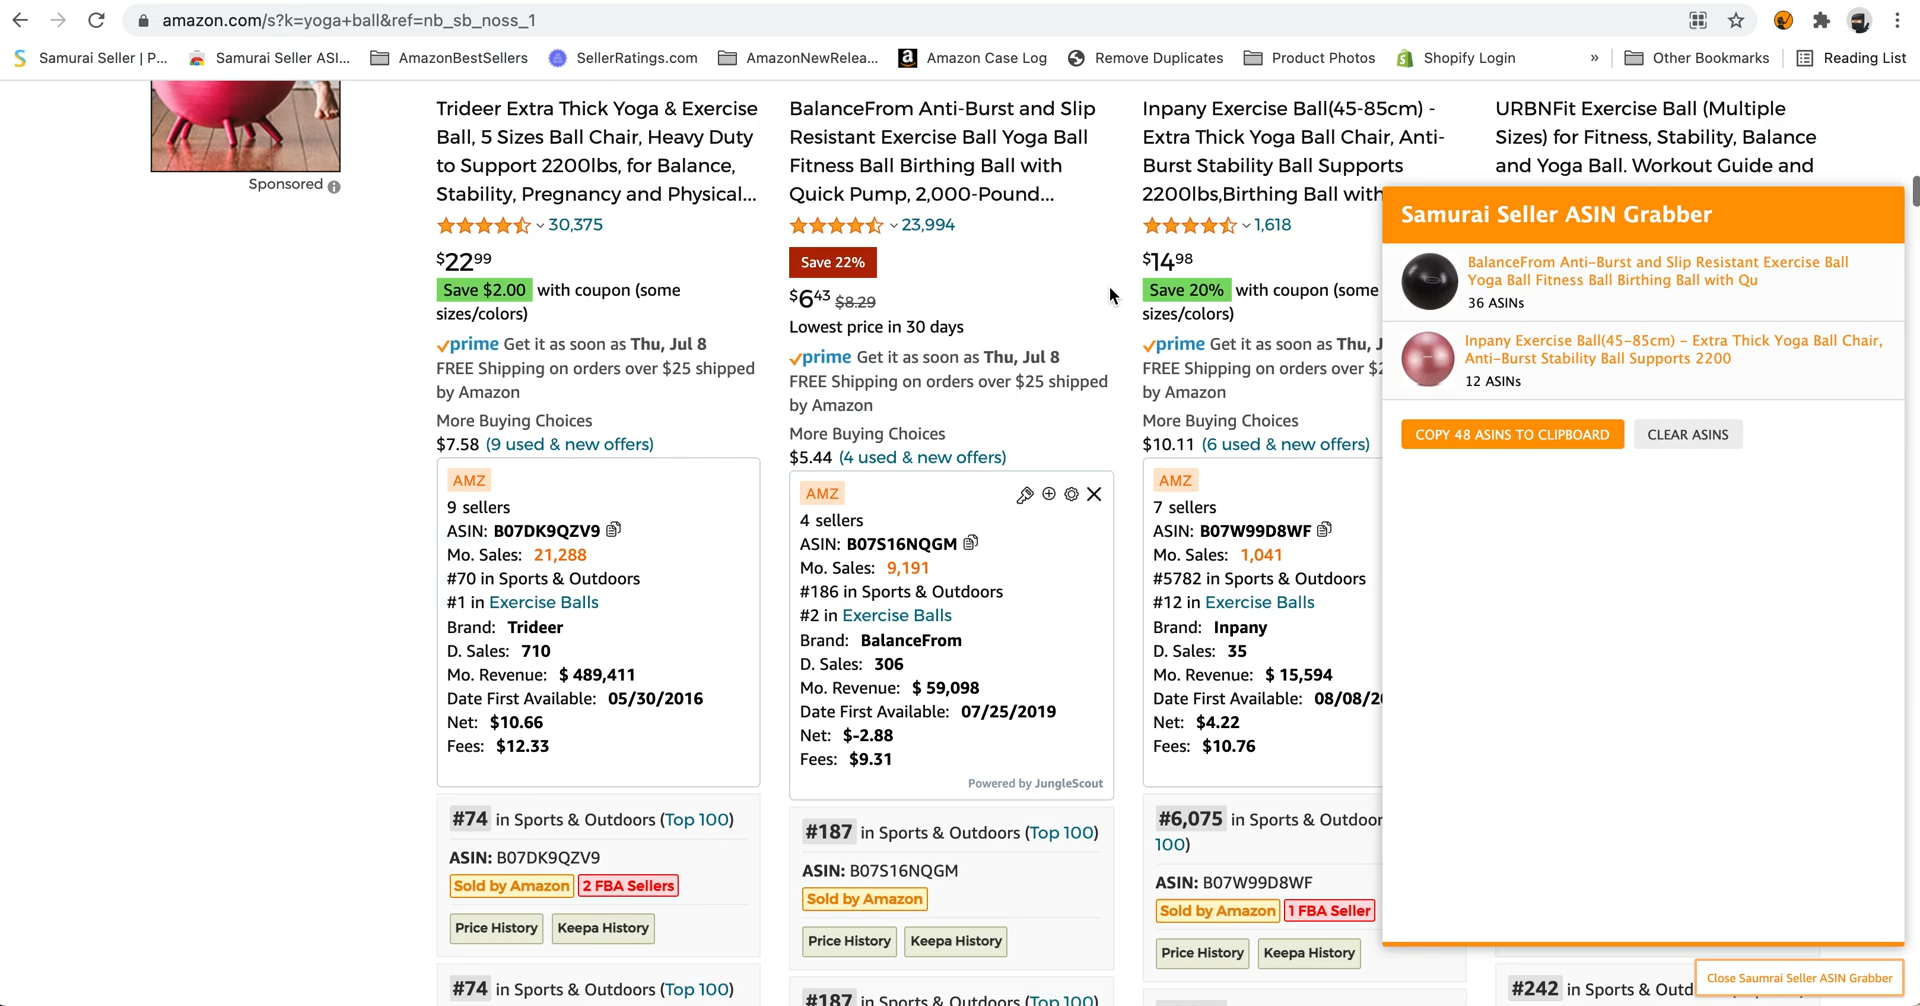 amazon.com/s?k=yoga+ball&ref=nb_sb_noss_1
Samurai Seller | P...
Samurai Seller ASI...
AmazonBestSellers
SellerRatings.com
AmazonNewRelea...
Amazon Case Log
Remove Duplicates
Product Photos
Shopify Login
»
Other Bookmarks
Reading List
Sponsored
Trideer Extra Thick Yoga & Exercise
Ball, 5 Sizes Ball Chair, Heavy Duty
to Support 2200lbs, for Balance,
Stability, Pregnancy and Physical...
30,375
$2299
Save $2.00 with coupon (some
sizes/colors)
prime Get it as soon as Thu, Jul 8
FREE Shipping on orders over $25 shipped
by Amazon
More Buying Choices
$7.58 (9 used & new offers)
AMZ
9 sellers
ASIN: B07DK9QZV9
Mo. Sales: 21,288
#70 in Sports & Outdoors
#1 in Exercise Balls
Brand: Trideer
D. Sales: 710
Mo. Revenue: $ 489,411
Date First Available: 05/30/2016
Net: $10.66
Fees: $12.33
#74 in Sports & Outdoors (Top 100)
ASIN: B07DK9QZV9
Sold by Amazon 2 FBA Sellers
Price History Keepa History
#74 in Sports & Outdoors (Top 100)
BalanceFrom Anti-Burst and Slip
Resistant Exercise Ball Yoga Ball
Fitness Ball Birthing Ball with
Quick Pump, 2,000-Pound...
23,994
Save 22%
$643 $8.29
Lowest price in 30 days
prime Get it as soon as Thu, Jul 8
FREE Shipping on orders over $25 shipped
by Amazon
More Buying Choices
$5.44 (4 used & new offers)
AMZ
4 sellers
ASIN: B07S16NQGM
Mo. Sales: 9,191
#186 in Sports & Outdoors
#2 in Exercise Balls
Brand: BalanceFrom
D. Sales: 306
Mo. Revenue: $ 59,098
Date First Available: 07/25/2019
Net: $-2.88
Fees: $9.31
Powered by JungleScout
#187 in Sports & Outdoors (Top 100)
ASIN: B07S16NQGM
Sold by Amazon
Price History Keepa History
#187 in Sports & Outdoors (Top 100)
Inpany Exercise Ball(45-85cm) -
Extra Thick Yoga Ball Chair, Anti-
Burst Stability Ball Supports
2200lbs,Birthing Ball with
1,618
$1498
Save 20% with coupon (some
sizes/colors)
prime Get it as soon as Thu, J
FREE Shipping on orders over $2
by Amazon
More Buying Choices
$10.11 (6 used & new offers)
AMZ
7 sellers
ASIN: B07W99D8WF
Mo. Sales: 1,041
#5782 in Sports & Outdoors
#12 in Exercise Balls
Brand: Inpany
D. Sales: 35
Mo. Revenue: $ 15,594
Date First Available: 08/08/20
Net: $4.22
Fees: $10.76
#6,075 in Sports & Outdoor
100)
ASIN: B07W99D8WF
Sold by Amazon 1 FBA Seller
Price History Keepa History
URBNFit Exercise Ball (Multiple
Sizes) for Fitness, Stability, Balance
and Yoga Ball. Workout Guide and
#242 in Sports & Ou
Samurai Seller ASIN Grabber
BalanceFrom Anti-Burst and Slip Resistant Exercise Ball
Yoga Ball Fitness Ball Birthing Ball with Qu
36 ASINs
Inpany Exercise Ball(45-85cm) - Extra Thick Yoga Ball Chair,
Anti-Burst Stability Ball Supports 2200
12 ASINs
COPY 48 ASINS TO CLIPBOARD
CLEAR ASINS
Close Saumrai Seller ASIN Grabber